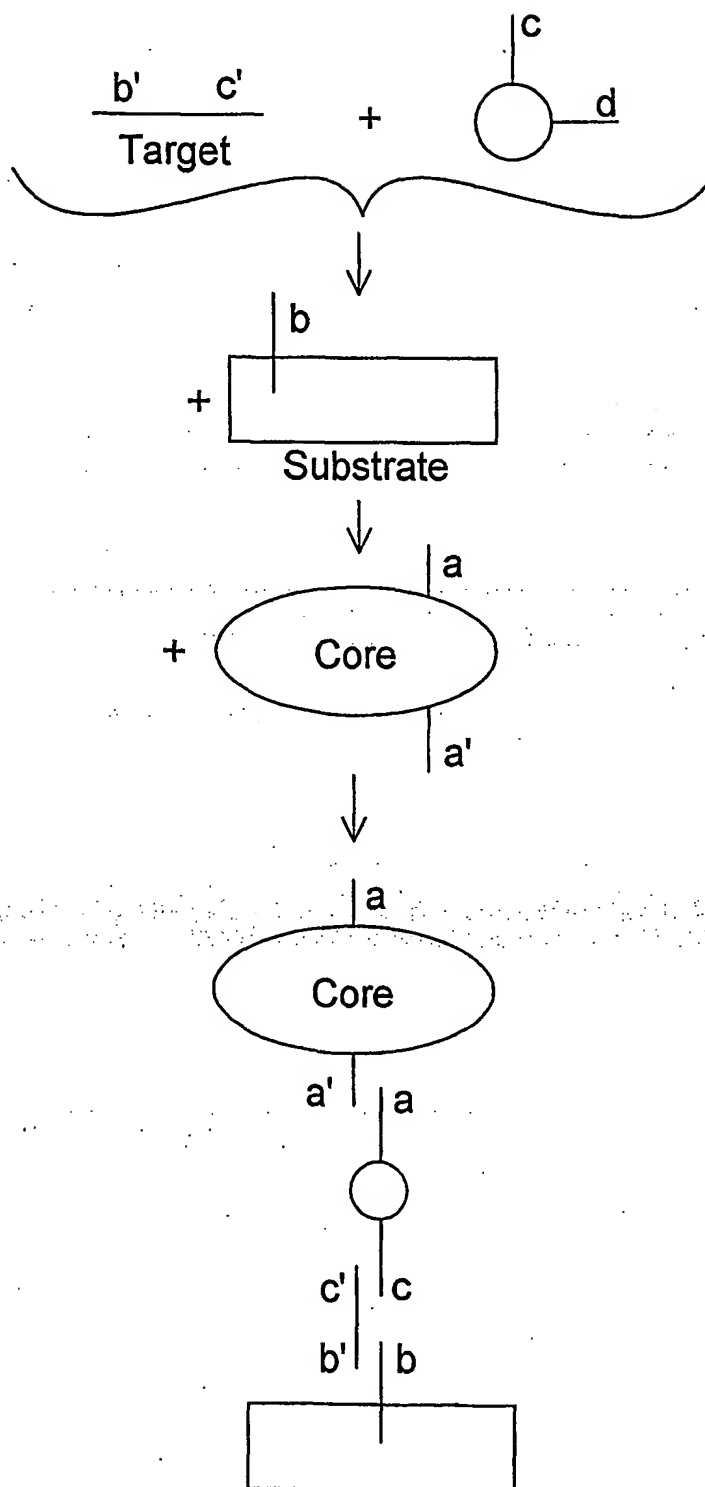 c
b' c' + d
Target
b
+
Substrate
a
+ Core
a'
a
Core
a' a
c' c
b' b